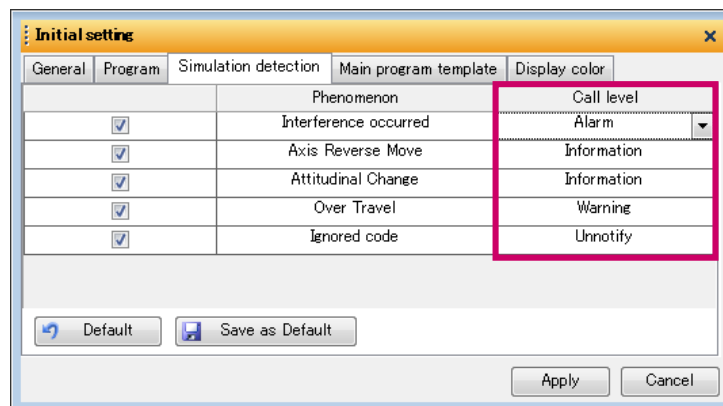 Initial setting
General Program Simulation detection Main program template Display color
Phenomenon Call level
Interference occurred Alarm
Axis Reverse Move Information
Attitudinal Change Information
Over Travel Warning
Ignored code Unnotify
Default Save as Default
Apply Cancel